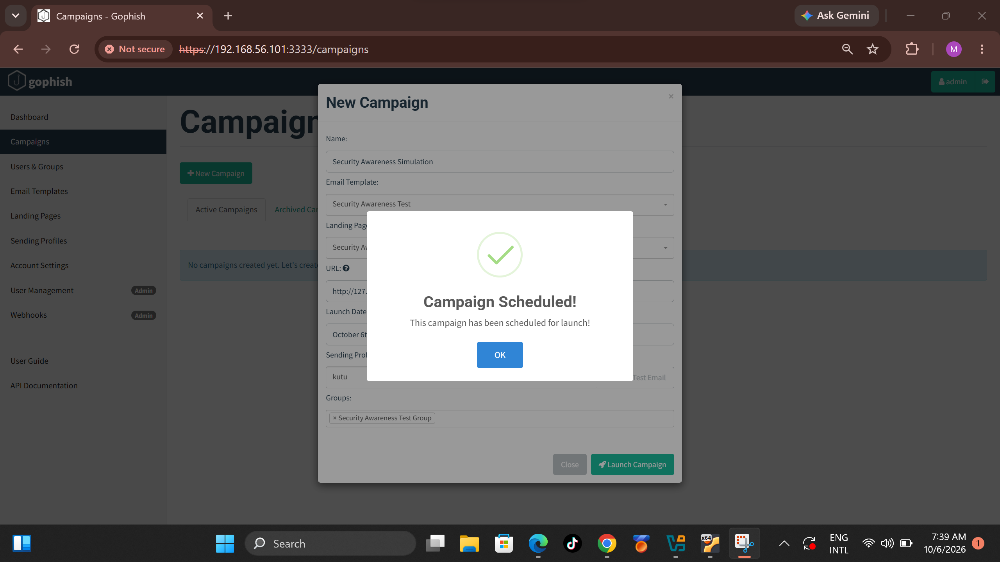 Campaigns - Gophish
Ask Gemini
Not secure
https://192.168.56.101:3333/campaigns
M
gophish
admin
Dashboard
Campaigns
Users & Groups
Email Templates
Landing Pages
Sending Profiles
Account Settings
User Management
Admin
Webhooks
Admin
User Guide
API Documentation
Campaign
New Campaign
Active Campaigns
Archived Car
No campaigns created yet. Let's create
New Campaign
×
Name:
Security Awareness Simulation
Email Template:
Security Awareness Test
Landing Page
Security Aw
URL:
http://127.
Launch Date
October 6t
Sending Prof
kutu
Test Email
Groups:
× Security Awareness Test Group
Close
Launch Campaign
Campaign Scheduled!
This campaign has been scheduled for launch!
OK
Search
x64
ENG
INTL
7:39 AM
10/6/2026
1